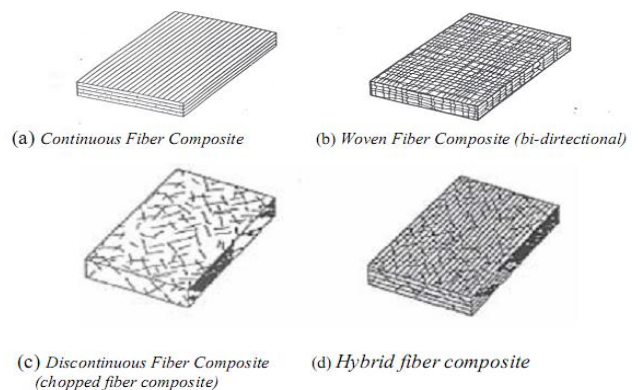 (a) Continuous Fiber Composite
(b) Woven Fiber Composite (bi-dirtectional)
(c) Discontinuous Fiber Composite
(chopped fiber composite)
(d) Hybrid fiber composite